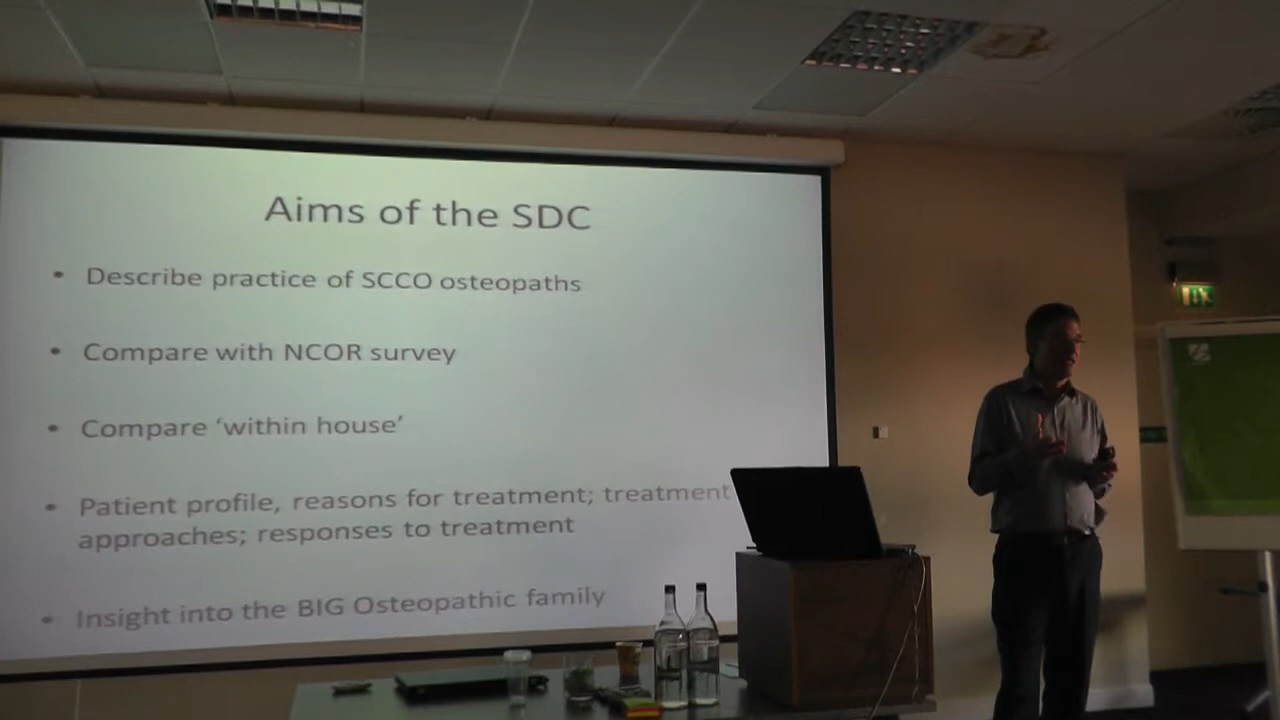 Aims of the SDC
• Describe practice of SCCO osteopaths
• Compare with NCOR survey
• Compare ‘within house’
• Patient profile, reasons for treatment; treatment
approaches; responses to treatment
• Insight into the BIG Osteopathic family